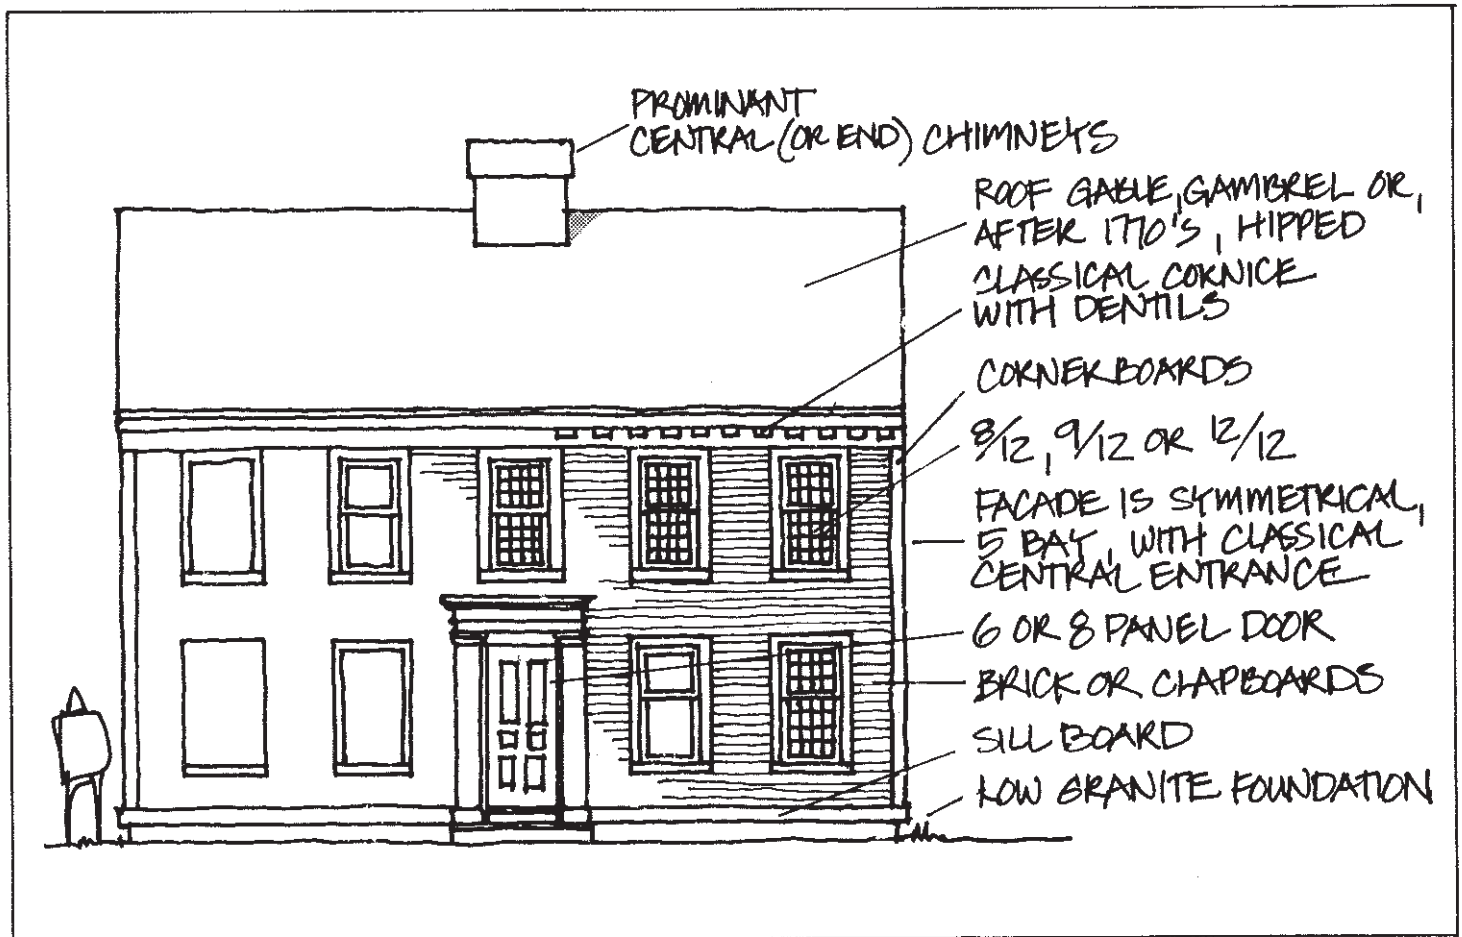 PROMINANT
CENTRAL (OR END) CHIMNEYS
ROOF GABLE, GAMBREL OR,
AFTER 1770'S, HIPPED
CLASSICAL CORNICE
WITH DENTILS
CORNERBOARDS
8/12, 9/12 OR 12/12
FACADE IS SYMMETRICAL,
5 BAY, WITH CLASSICAL
CENTRAL ENTRANCE
6 OR 8 PANEL DOOR
BRICK OR CLAPBOARDS
SILL BOARD
LOW GRANITE FOUNDATION